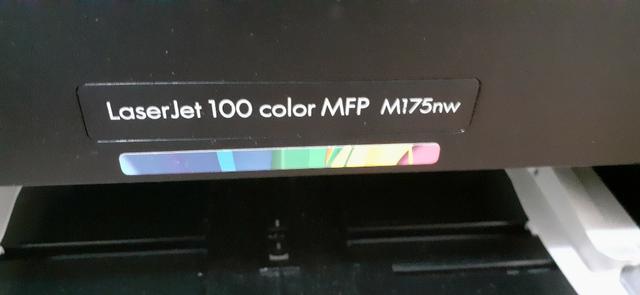 LaserJet 100 color MFP M175nw